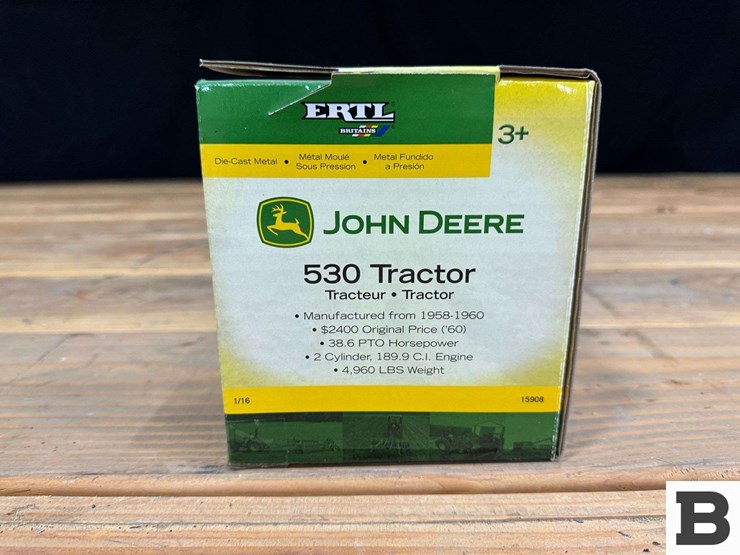 ERTL
BRITAINS
3+
Die-Cast Metal • Métal Moulé Sous Pression • Metal Fundido a Presión
JOHN DEERE
530 Tractor
Tracteur • Tractor
• Manufactured from 1958-1960
• $2400 Original Price ('60)
• 38.6 PTO Horsepower
• 2 Cylinder, 189.9 C.I. Engine
• 4,960 LBS Weight
1/16
15908
B